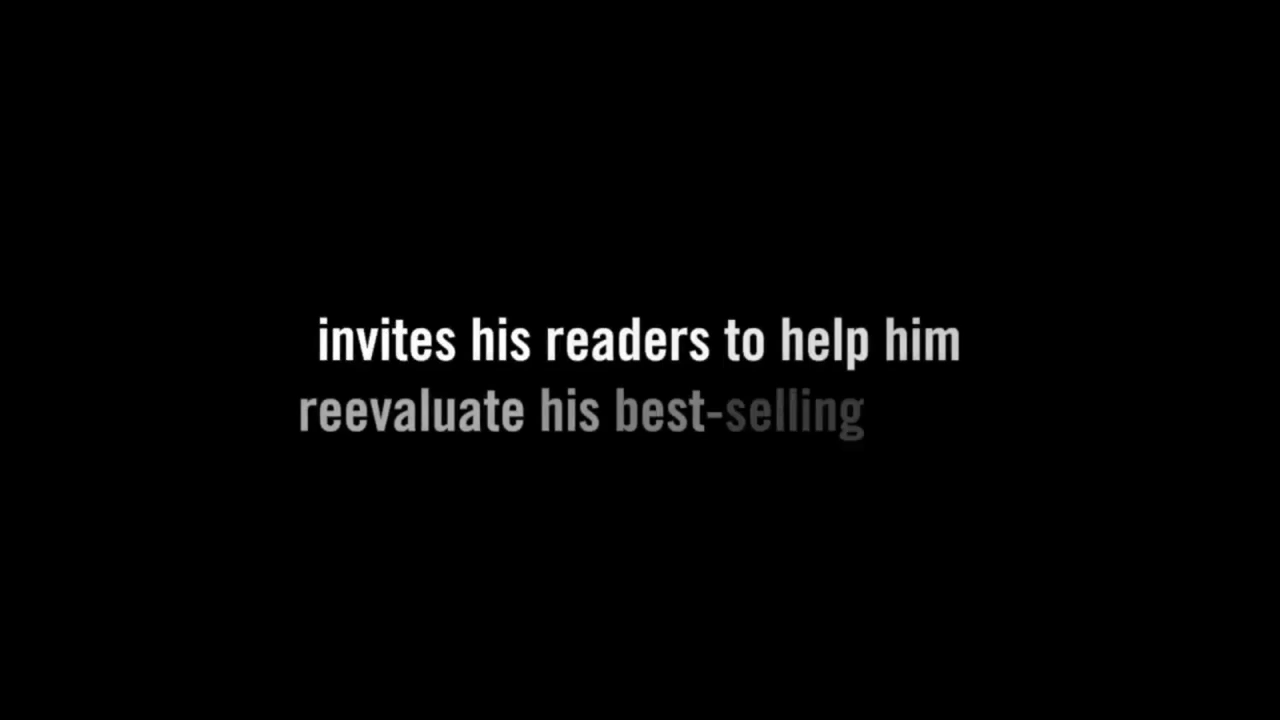 invites his readers to help him
reevaluate his best-selling